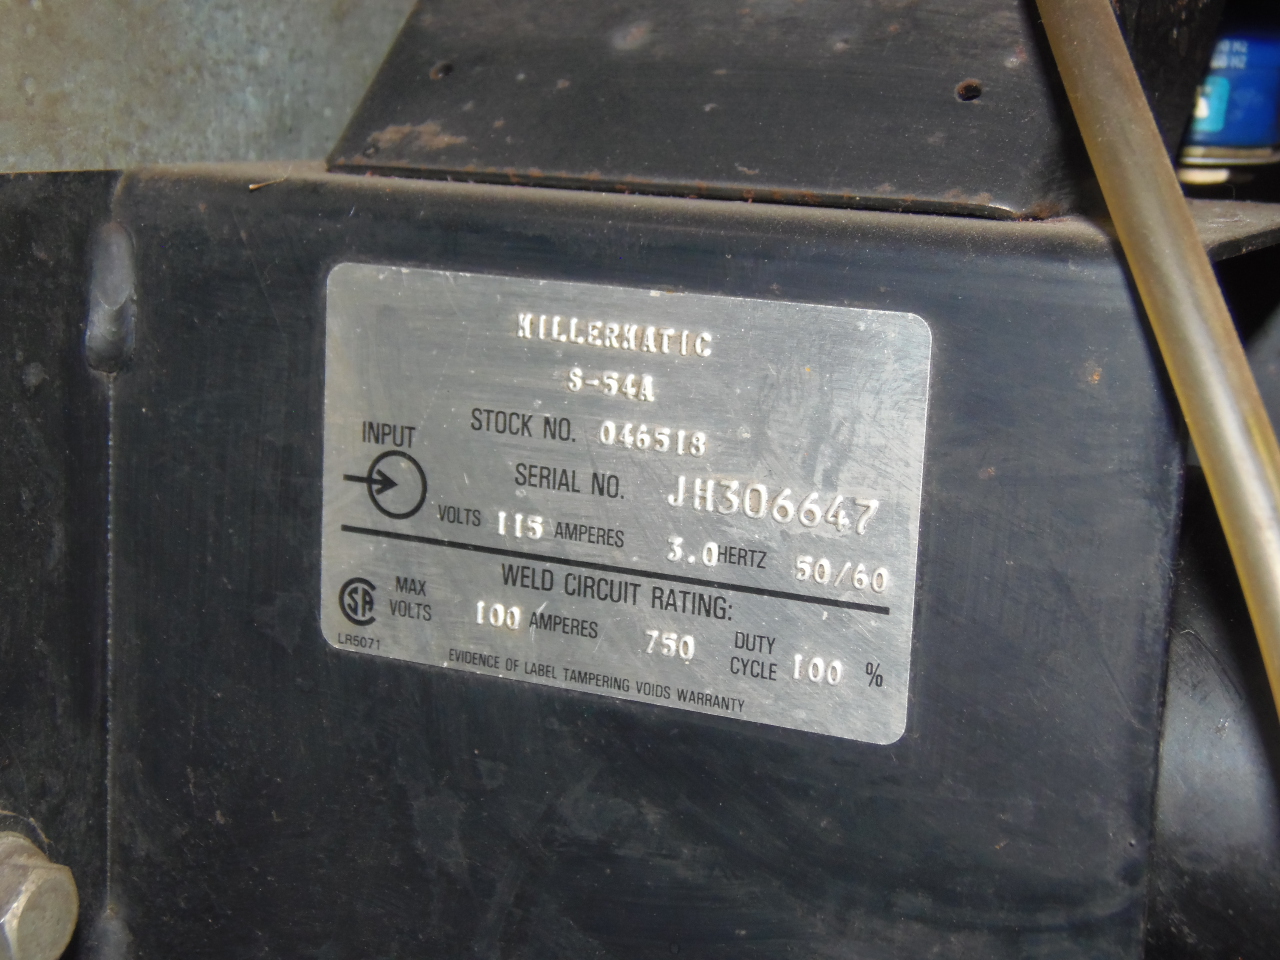 MILLERMATIC
S-54A
STOCK NO. 046518
INPUT
SERIAL NO. JH306647
VOLTS 115 AMPERES 3.0 HERTZ 50/60
WELD CIRCUIT RATING:
MAX VOLTS 100 AMPERES 750 DUTY CYCLE 100 %
LR5071
EVIDENCE OF LABEL TAMPERING VOIDS WARRANTY